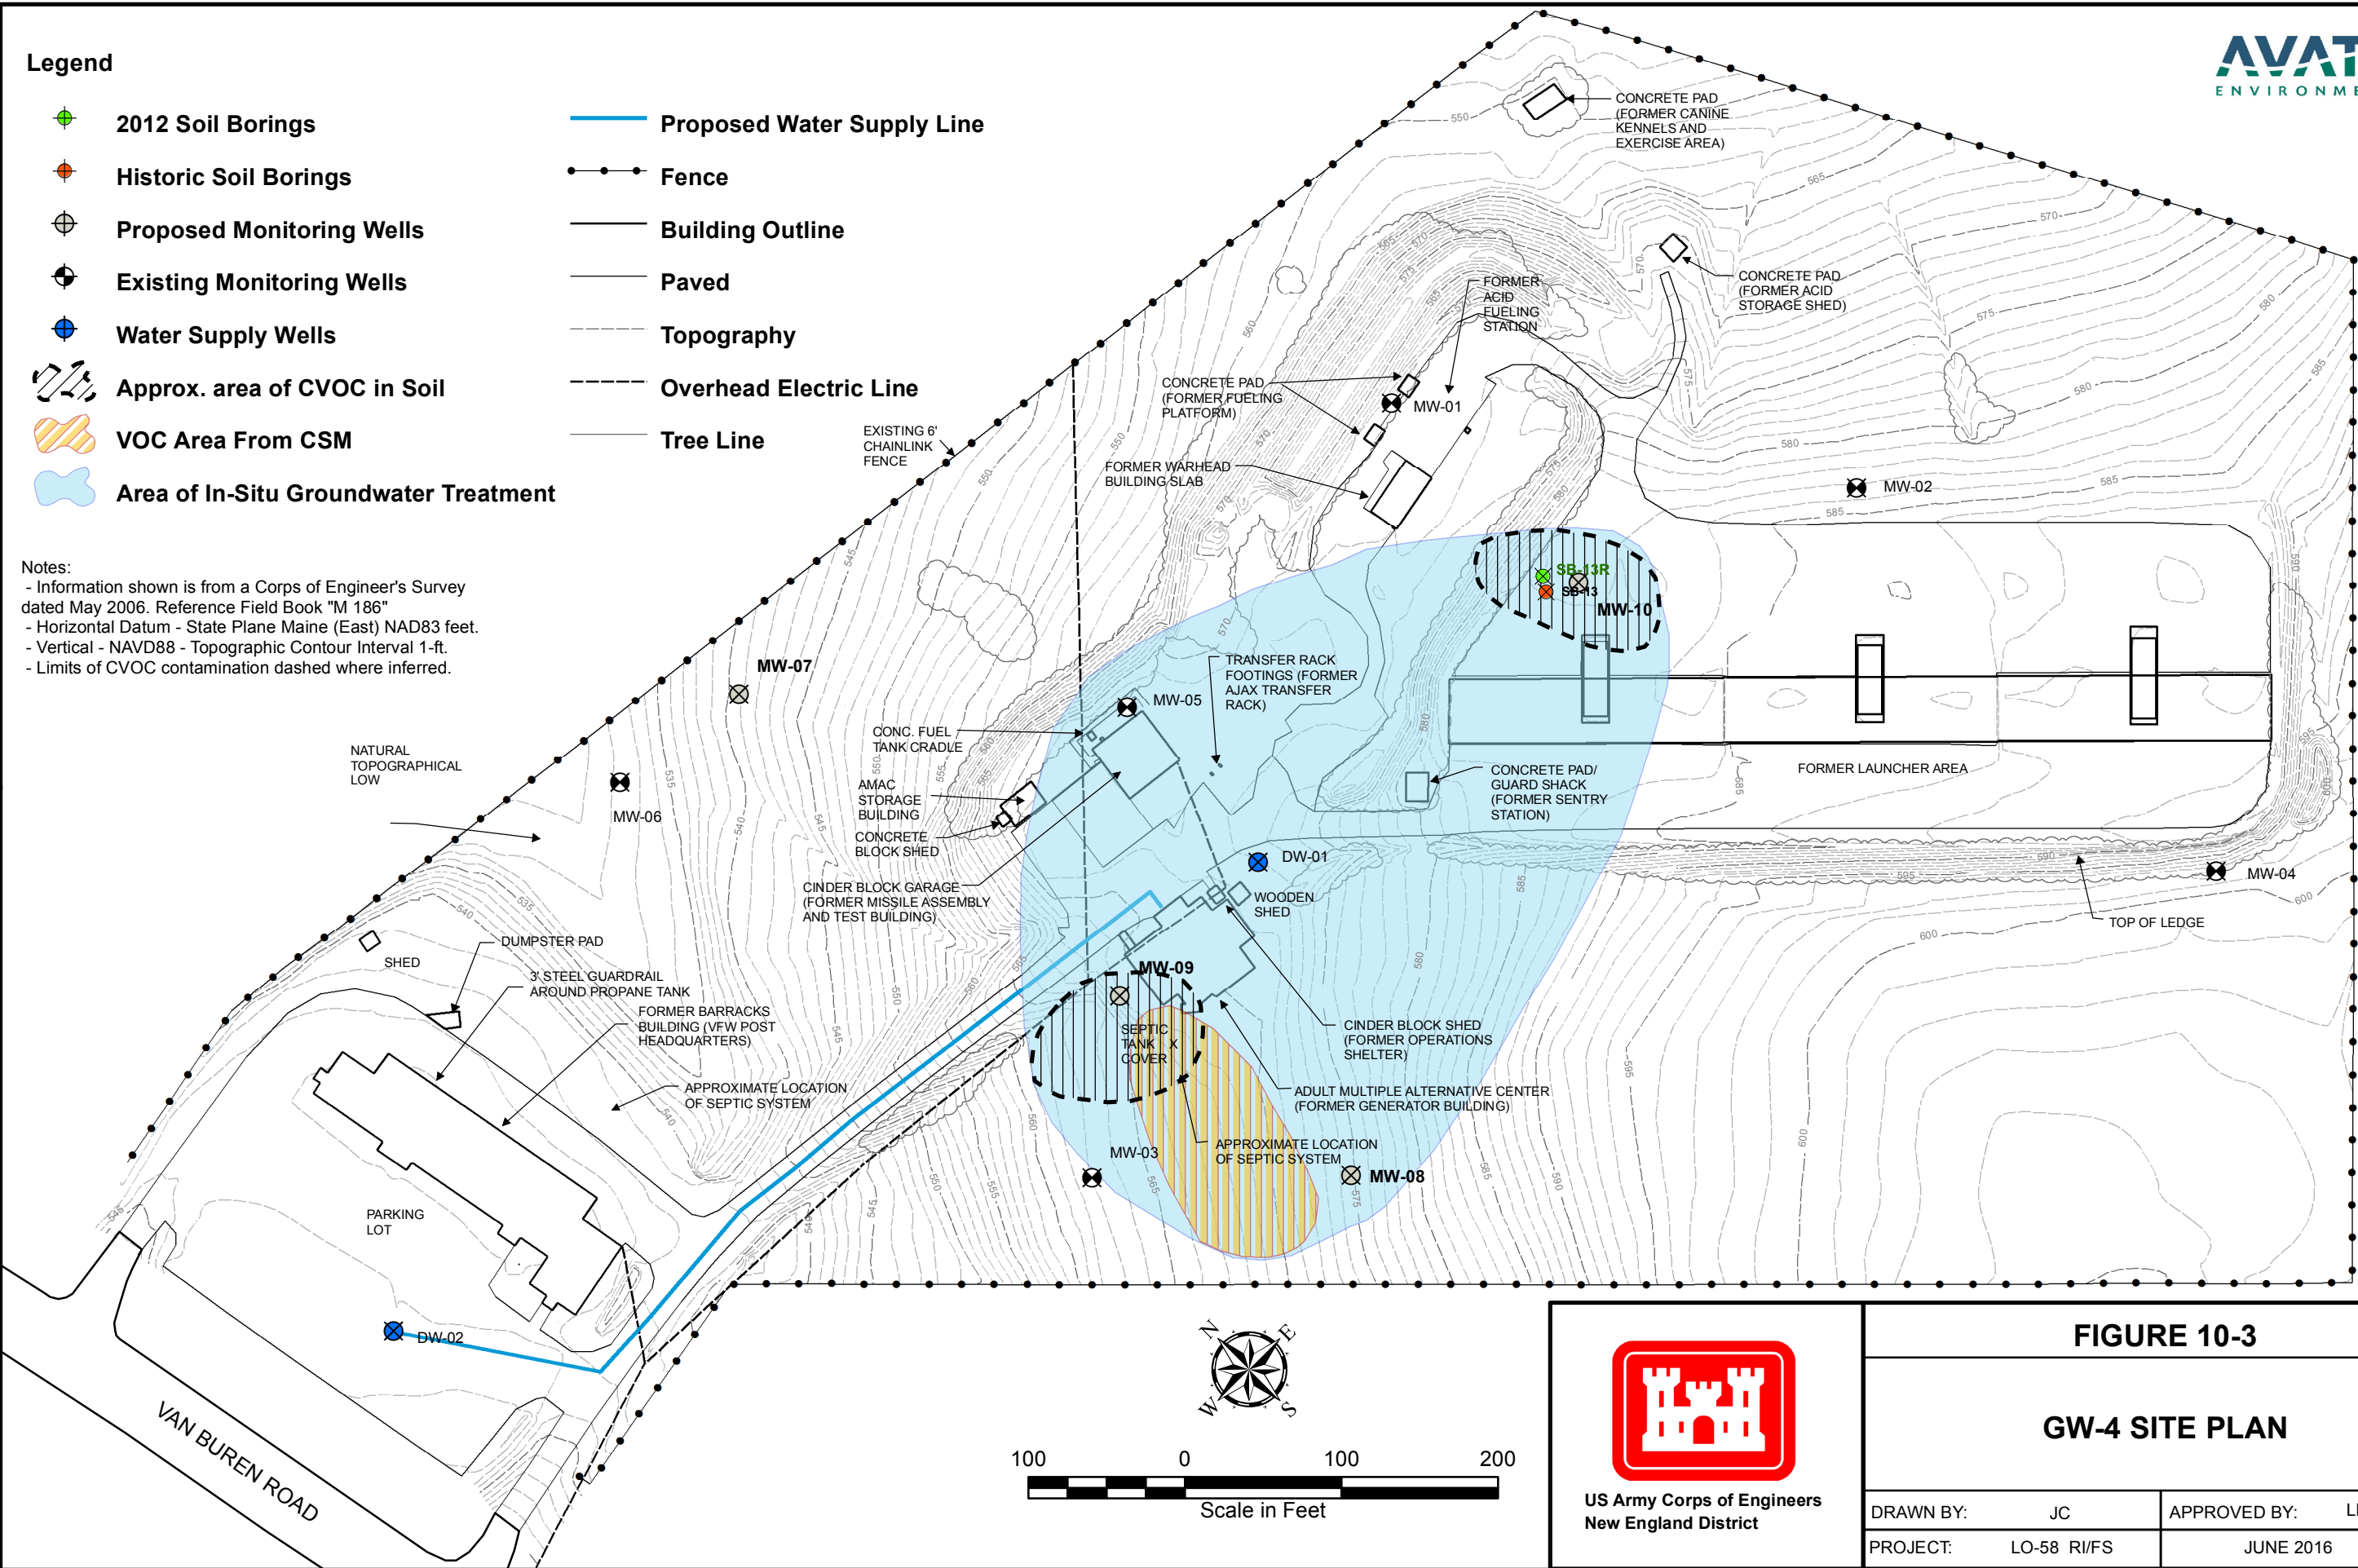 Legend
2012 Soil Borings
Historic Soil Borings
Proposed Monitoring Wells
Existing Monitoring Wells
Water Supply Wells
Approx. area of CVOC in Soil
VOC Area From CSM
Area of In-Situ Groundwater Treatment
Proposed Water Supply Line
Fence
Building Outline
Paved
Topography
Overhead Electric Line
Tree Line
Notes:
- Information shown is from a Corps of Engineer's Survey
dated May 2006. Reference Field Book "M 186"
- Horizontal Datum - State Plane Maine (East) NAD83 feet.
- Vertical - NAVD88 - Topographic Contour Interval 1-ft.
- Limits of CVOC contamination dashed where inferred.
CONCRETE PAD
(FORMER CANINE
KENNELS AND
EXERCISE AREA)
CONCRETE PAD
(FORMER ACID
STORAGE SHED)
FORMER
ACID
FUELING
STATION
CONCRETE PAD
(FORMER FUELING
PLATFORM)
MW-01
EXISTING 6'
CHAINLINK
FENCE
FORMER WARHEAD
BUILDING SLAB
MW-02
SB-13R
SB-13
MW-10
MW-07
TRANSFER RACK
FOOTINGS (FORMER
AJAX TRANSFER
RACK)
MW-05
CONC. FUEL
TANK CRADLE
NATURAL
TOPOGRAPHICAL
LOW
AMAC
STORAGE
BUILDING
CONCRETE PAD/
GUARD SHACK
(FORMER SENTRY
STATION)
FORMER LAUNCHER AREA
MW-06
CONCRETE
BLOCK SHED
DW-01
MW-04
CINDER BLOCK GARAGE
(FORMER MISSILE ASSEMBLY
AND TEST BUILDING)
WOODEN
SHED
TOP OF LEDGE
DUMPSTER PAD
SHED
MW-09
3' STEEL GUARDRAIL
AROUND PROPANE TANK
FORMER BARRACKS
BUILDING (VFW POST
HEADQUARTERS)
SEPTIC
TANK X
COVER
CINDER BLOCK SHED
(FORMER OPERATIONS
SHELTER)
APPROXIMATE LOCATION
OF SEPTIC SYSTEM
ADULT MULTIPLE ALTERNATIVE CENTER
(FORMER GENERATOR BUILDING)
APPROXIMATE LOCATION
OF SEPTIC SYSTEM
MW-03
MW-08
PARKING
LOT
DW-02
VAN BUREN ROAD
N
E
W
S
100 0 100 200
Scale in Feet
US Army Corps of Engineers
New England District
FIGURE 10-3
GW-4 SITE PLAN
DRAWN BY: JC
APPROVED BY:
PROJECT: LO-58 RI/FS
JUNE 2016